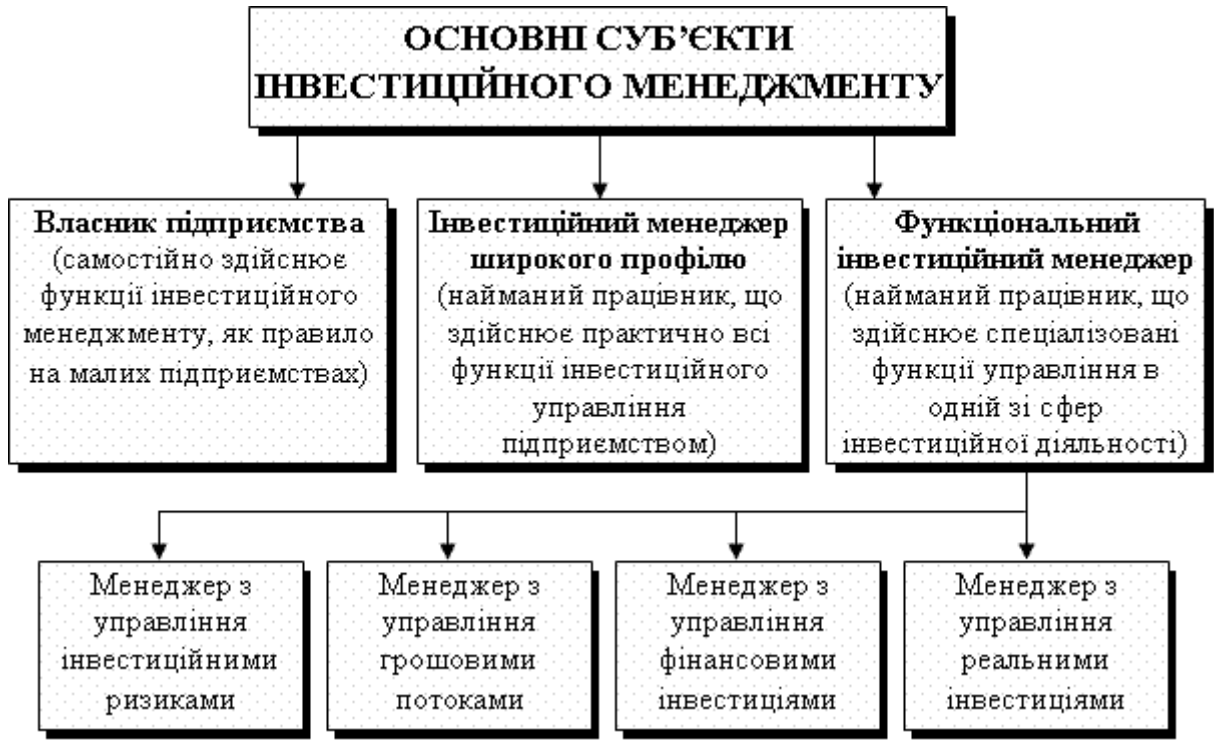 ОСНОВНІ СУБ’ЄКТИ
ІНВЕСТИЦІЙНОГО МЕНЕДЖМЕНТУ
Власник підприємства
(самостійно здійснює
функції інвестиційного
менеджменту, як правило
на малих підприємствах)
Інвестиційний менеджер
широкого профілю
(найманий працівник, що
здійснює практично всі
функції інвестиційного
управління
підприємством)
Функціональний
інвестиційний менеджер
(найманий працівник, що
здійснює спеціалізовані
функції управління в
одній зі сфер
інвестиційної діяльності)
Менеджер з
управління
інвестиційними
ризиками
Менеджер з
управління
грошовими
потоками
Менеджер з
управління
фінансовими
інвестиціями
Менеджер з
управління
реальними
інвестиціями